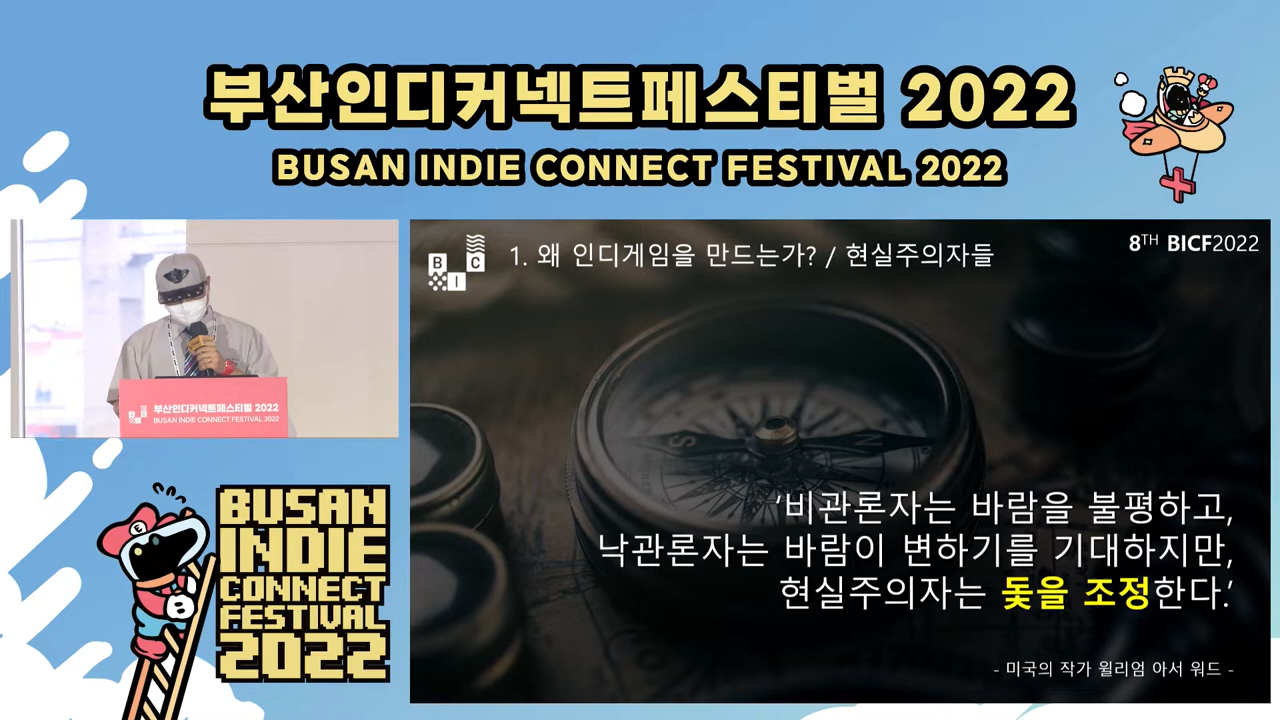 부산인디커넥트페스티벌 2022
BUSAN INDIE CONNECT FESTIVAL 2022
B C I
1. 왜 인디게임을 만드는가? / 현실주의자들
8TH BICF2022
S N
‘비관론자는 바람을 불평하고,
낙관론자는 바람이 변하기를 기대하지만,
현실주의자는 돛을 조정한다.’
- 미국의 작가 윌리엄 아서 워드 -
부산인디커넥트페스티벌 2022
BUSAN INDIE CONNECT FESTIVAL 2022
BUSAN
INDIE
CONNECT
FESTIVAL
2022